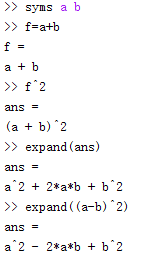 >> syms a b
>> f=a+b
f =
a + b
>> f^2
ans =
(a + b)^2
>> expand(ans)
ans =
a^2 + 2*a*b + b^2
>> expand((a-b)^2)
ans =
a^2 - 2*a*b + b^2